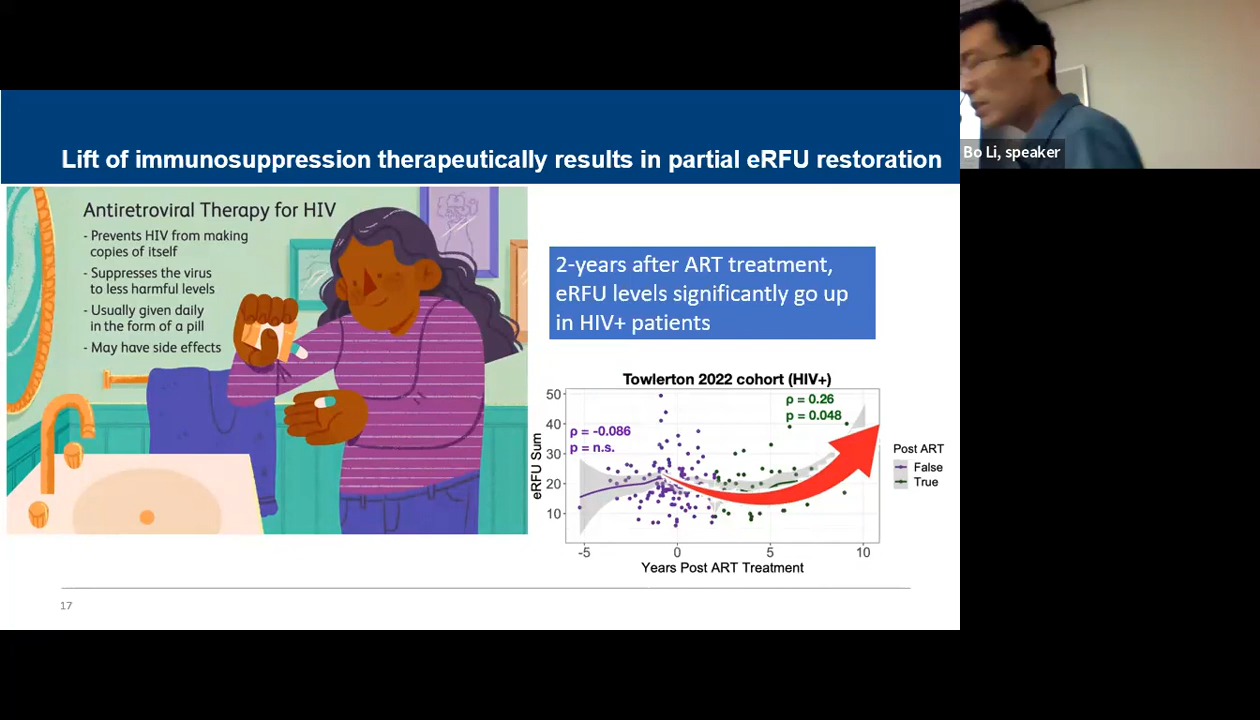 Lift of immunosuppression therapeutically results in partial eRFU restoration
Antiretroviral Therapy for HIV
- Prevents HIV from making
copies of itself
- Suppresses the virus
to less harmful levels
- Usually given daily
in the form of a pill
- May have side effects
2-years after ART treatment,
eRFU levels significantly go up
in HIV+ patients
Towlerton 2022 cohort (HIV+)
eRFU Sum
50
40
30
20
10
ρ = -0.086
p = n.s.
ρ = 0.26
p = 0.048
-5
0
5
10
Years Post ART Treatment
Post ART
False
True
17
Bo Li, speaker